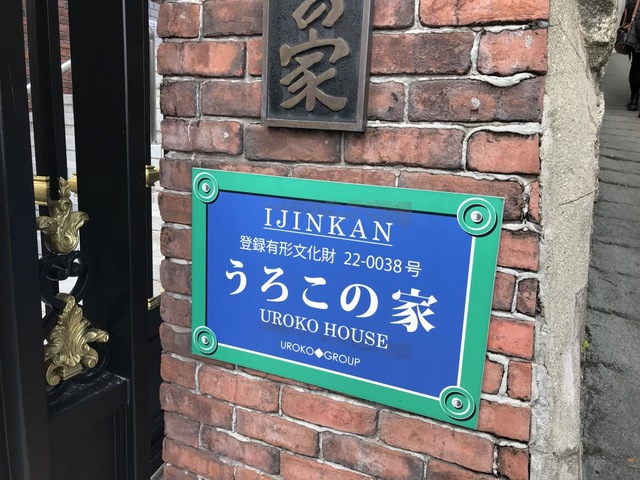 の家
IJINKAN
登録有形文化財 22-0038号
うろこの家
UROKO HOUSE
UROKO◆GROUP